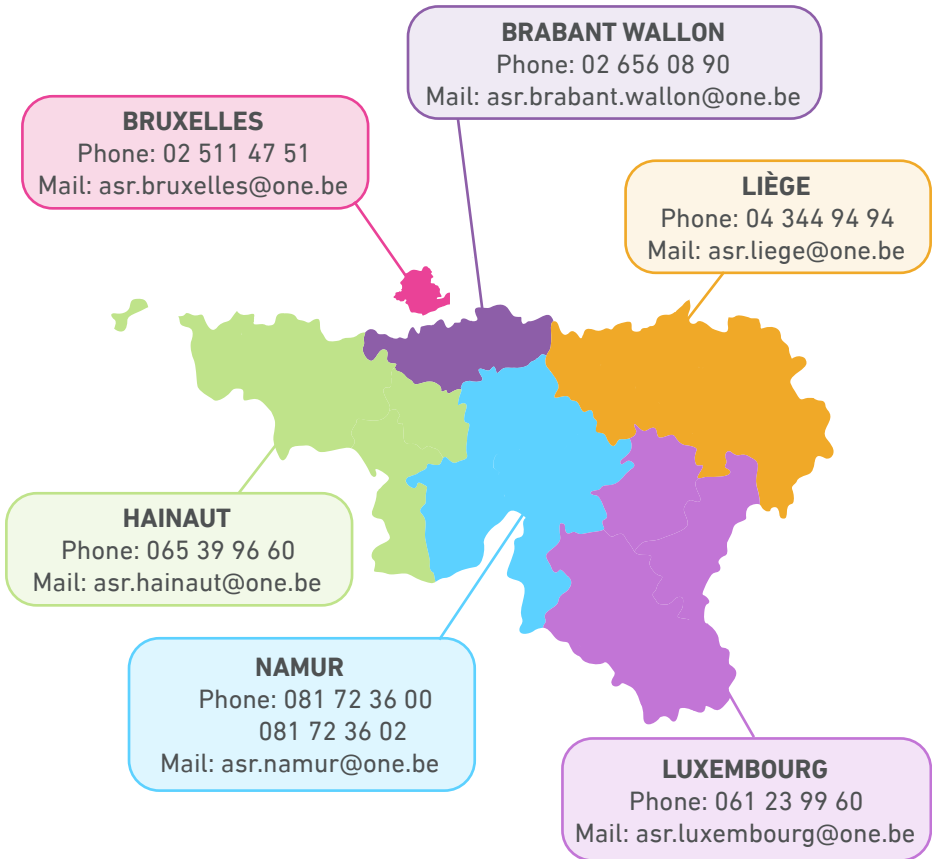 BRABANT WALLON
Phone: 02 656 08 90
Mail: asr.brabant.wallon@one.be
BRUXELLES
Phone: 02 511 47 51
Mail: asr.bruxelles@one.be
LIÈGE
Phone: 04 344 94 94
Mail: asr.liege@one.be
HAINAUT
Phone: 065 39 96 60
Mail: asr.hainaut@one.be
NAMUR
Phone: 081 72 36 00
081 72 36 02
Mail: asr.namur@one.be
LUXEMBOURG
Phone: 061 23 99 60
Mail: asr.luxembourg@one.be